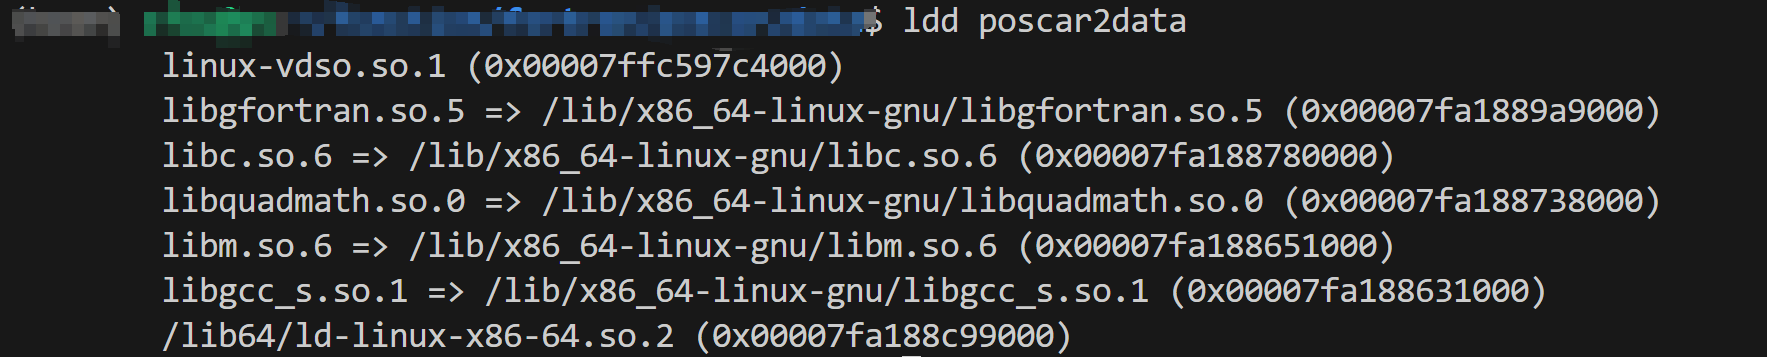 $ ldd poscar2data
linux-vdso.so.1 (0x00007ffc597c4000)
libgfortran.so.5 => /lib/x86_64-linux-gnu/libgfortran.so.5 (0x00007fa1889a9000)
libc.so.6 => /lib/x86_64-linux-gnu/libc.so.6 (0x00007fa188780000)
libquadmath.so.0 => /lib/x86_64-linux-gnu/libquadmath.so.0 (0x00007fa188738000)
libm.so.6 => /lib/x86_64-linux-gnu/libm.so.6 (0x00007fa188651000)
libgcc_s.so.1 => /lib/x86_64-linux-gnu/libgcc_s.so.1 (0x00007fa188631000)
/lib64/ld-linux-x86-64.so.2 (0x00007fa188c99000)